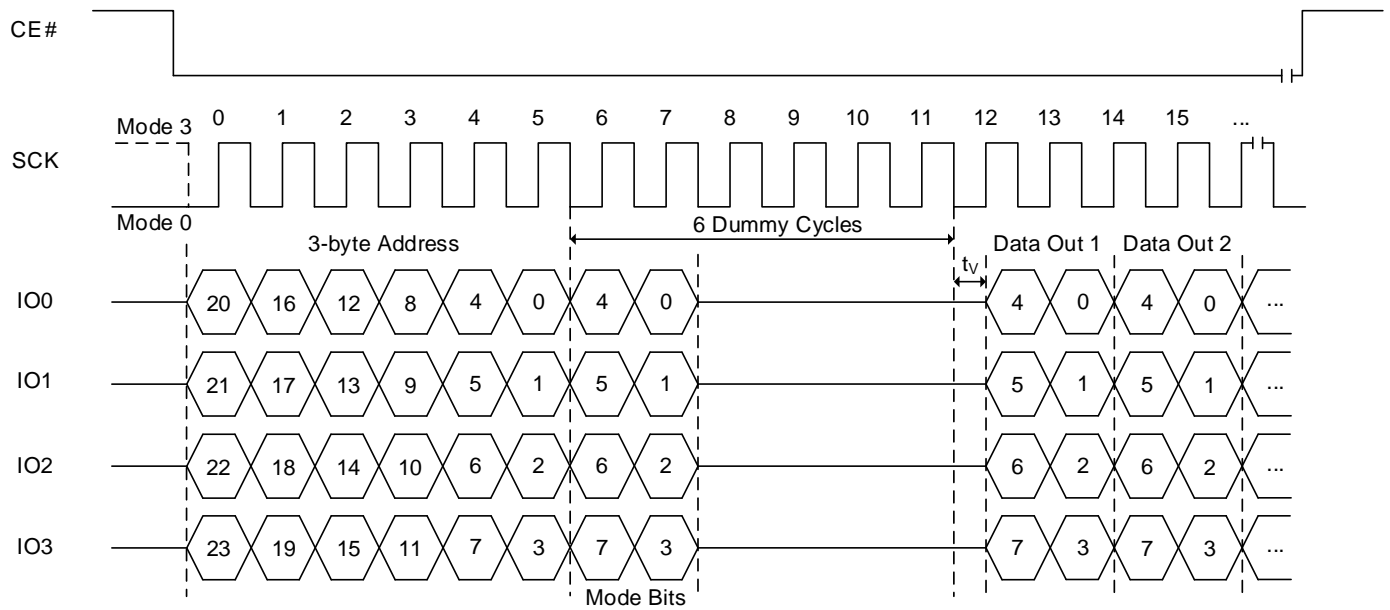 CE#
Mode 3 0 1 2 3 4 5 6 7 8 9 10 11 12 13 14 15 ...
SCK
Mode 0
6 Dummy Cycles
3-byte Address Data Out 1 Data Out 2
tV
IO0 20 16 12 8 4 0 4 0 4 0 4 0 ...
IO1 21 17 13 9 5 1 5 1 5 1 5 1 ...
IO2 22 18 14 10 6 2 6 2 6 2 6 2 ...
IO3 23 19 15 11 7 3 7 3 7 3 7 3 ...
Mode Bits